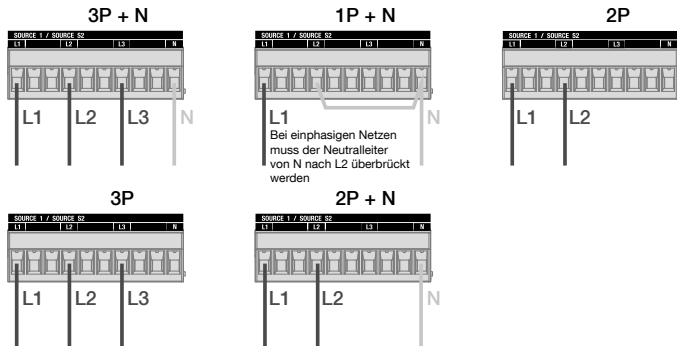 3P + N
SOURCE 1 / SOURCE S2
L1 L2 L3 N
L1 L2 L3 N
1P + N
SOURCE 1 / SOURCE S2
L1 L2 L3 N
L1 N
Bei einphasigen Netzen
muss der Neutralleiter
von N nach L2 überbrückt
werden
2P
SOURCE 1 / SOURCE S2
L1 L2 L3 N
L1 L2
3P
SOURCE 1 / SOURCE S2
L1 L2 L3 N
L1 L2 L3
2P + N
SOURCE 1 / SOURCE S2
L1 L2 L3 N
L1 L2 N